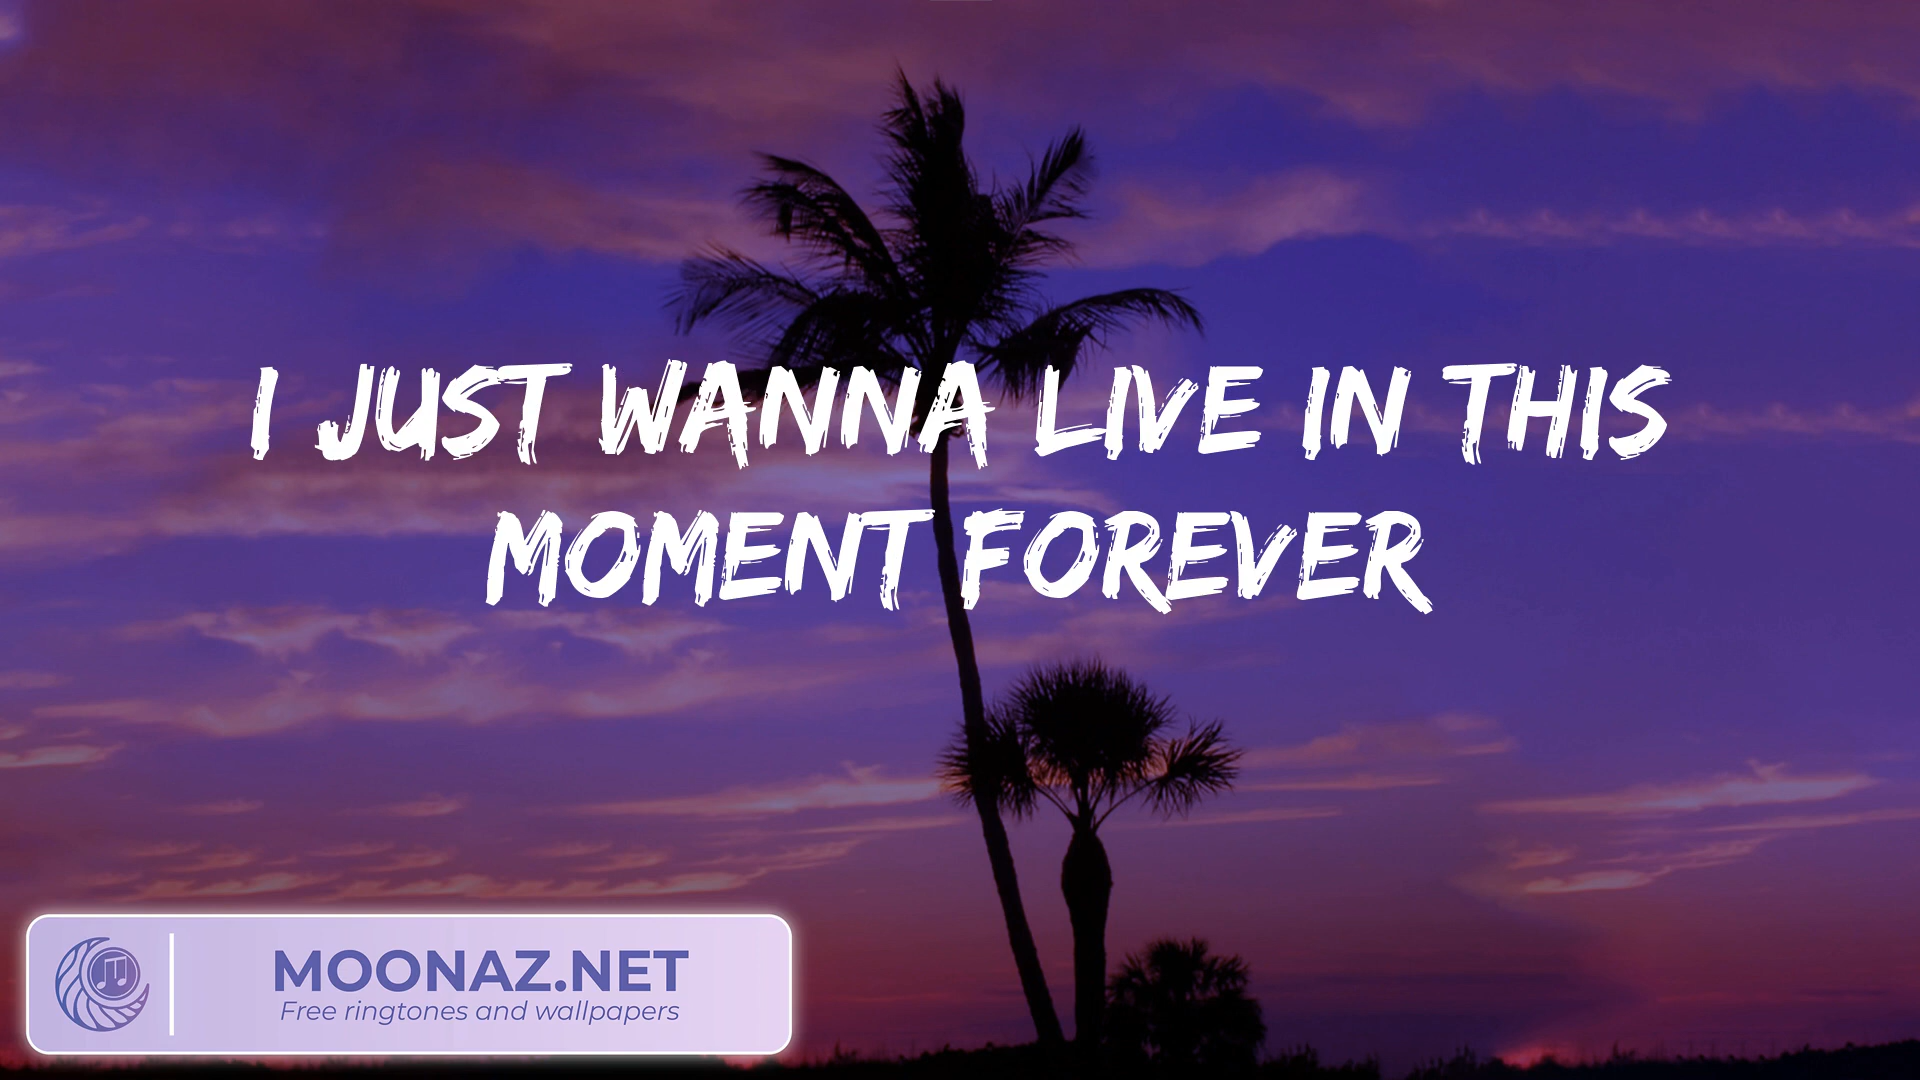 I JUST WANNA LIVE IN THIS
MOMENT FOREVER
MOONAZ.NET
Free ringtones and wallpapers